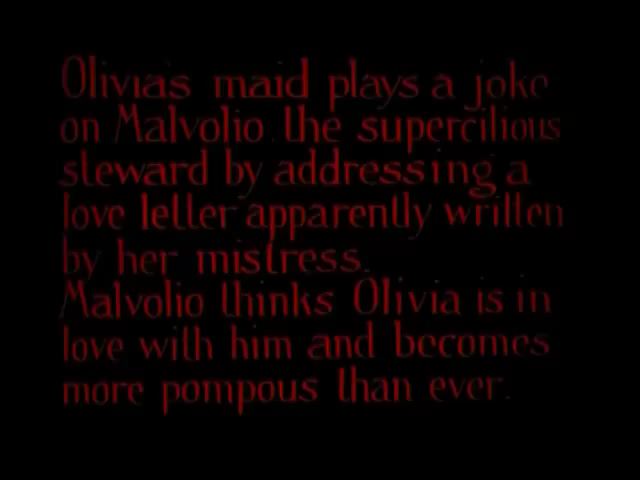 Olivia's maid plays a joke
on Malvolio the supercilious
steward by addressing a
love letter apparently written
by her mistress.
Malvolio thinks Olivia is in
love with him and becomes
more pompous than ever.